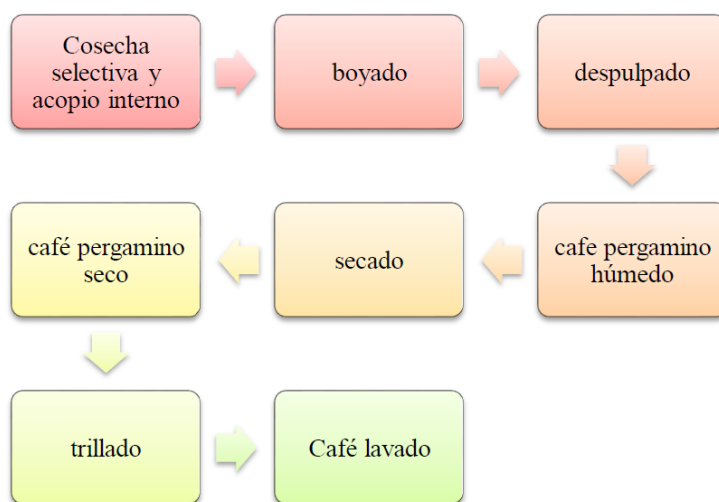 Cosecha
selectiva y
acopio interno
boyado
despulpado
cafe pergamino
húmedo
secado
café pergamino
seco
trillado
Café lavado